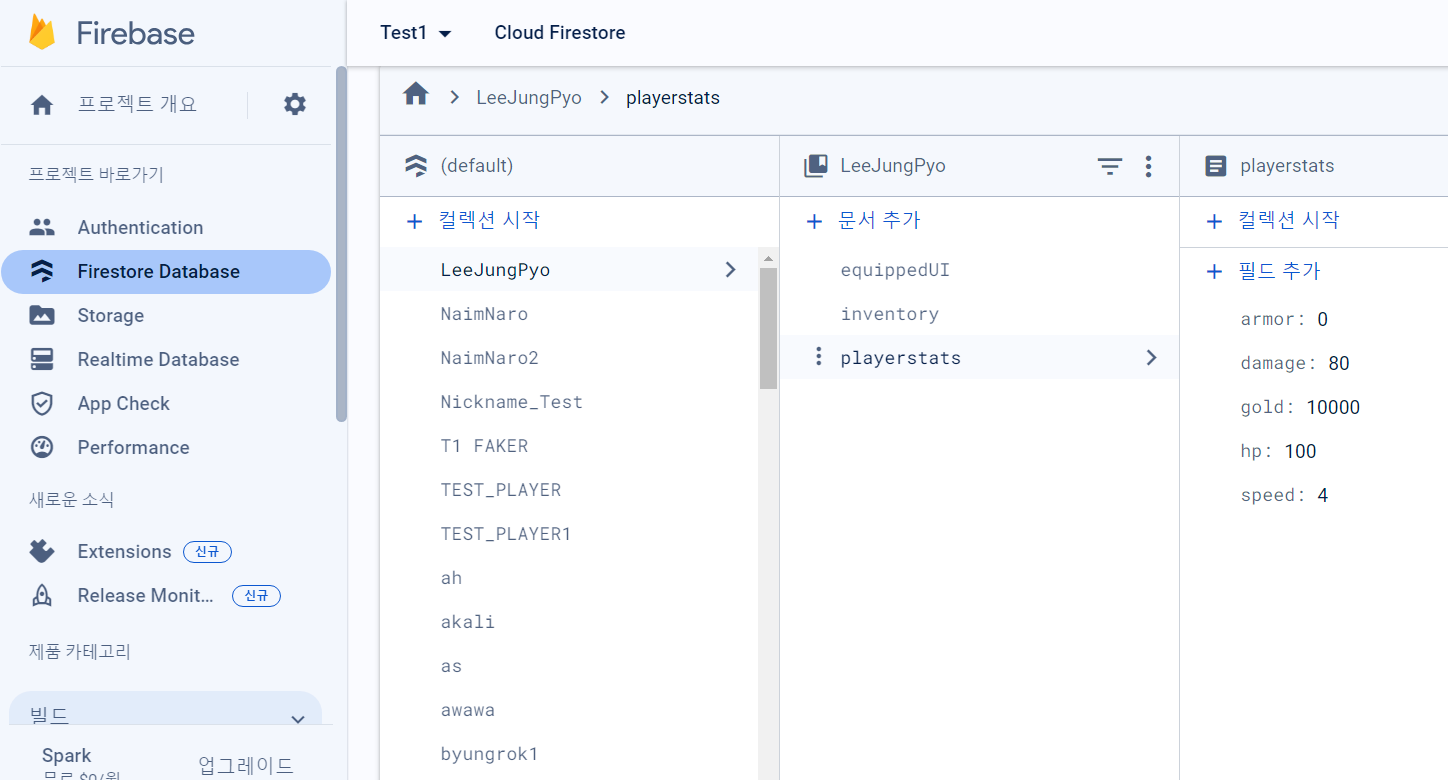 Firebase
Test1
Cloud Firestore
프로젝트 개요
LeeJungPyo
playerstats
프로젝트 바로가기
Authentication
Firestore Database
Storage
Realtime Database
App Check
Performance
새로운 소식
Extensions 신규
Release Monit... 신규
제품 카테고리
빌드
Spark
무료 $0/월
업그레이드
(default)
+ 컬렉션 시작
LeeJungPyo
NaimNaro
NaimNaro2
Nickname_Test
T1 FAKER
TEST_PLAYER
TEST_PLAYER1
ah
akali
as
awawa
byungrok1
LeeJungPyo
+ 문서 추가
equippedUI
inventory
playerstats
playerstats
+ 컬렉션 시작
+ 필드 추가
armor: 0
damage: 80
gold: 10000
hp: 100
speed: 4